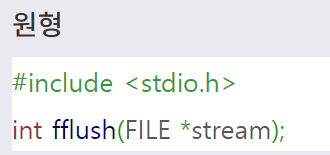 원형
#include <stdio.h>
int fflush(FILE *stream);